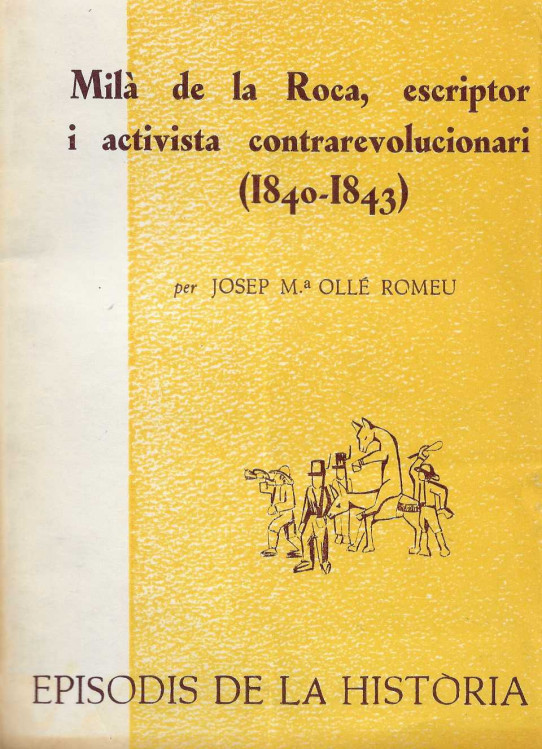 Milà de la Roca, escriptor
i activista contrarevolucionari
(1840-1843)
per JOSEP M.ª OLLÉ ROMEU
EPISODIS DE LA HISTÒRIA